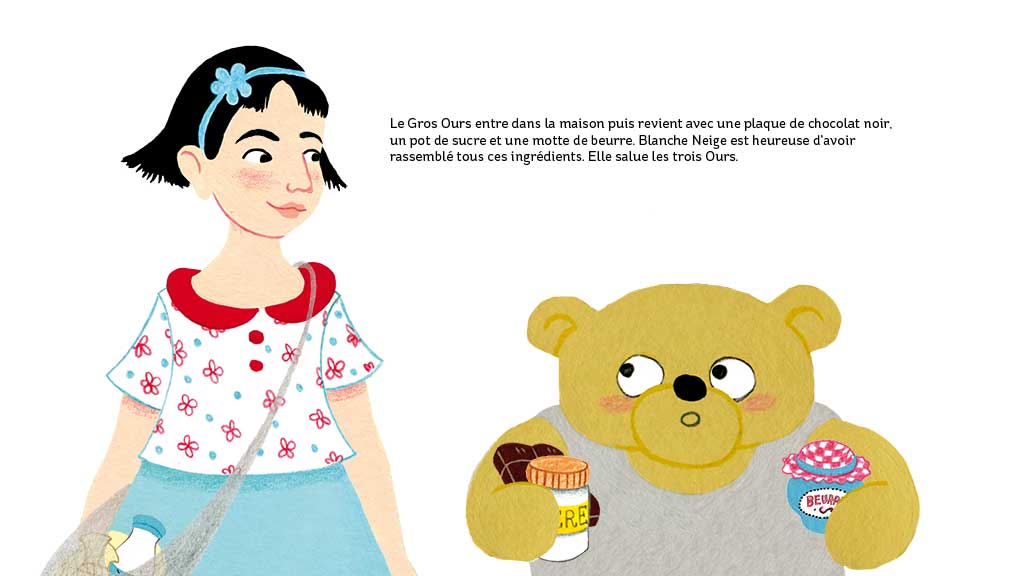 Le Gros Ours entre dans la maison puis revient avec une plaque de chocolat noir,
un pot de sucre et une motte de beurre. Blanche Neige est heureuse d'avoir
rassemblé tous ces ingrédients. Elle salue les trois Ours.
CRE
BEURR